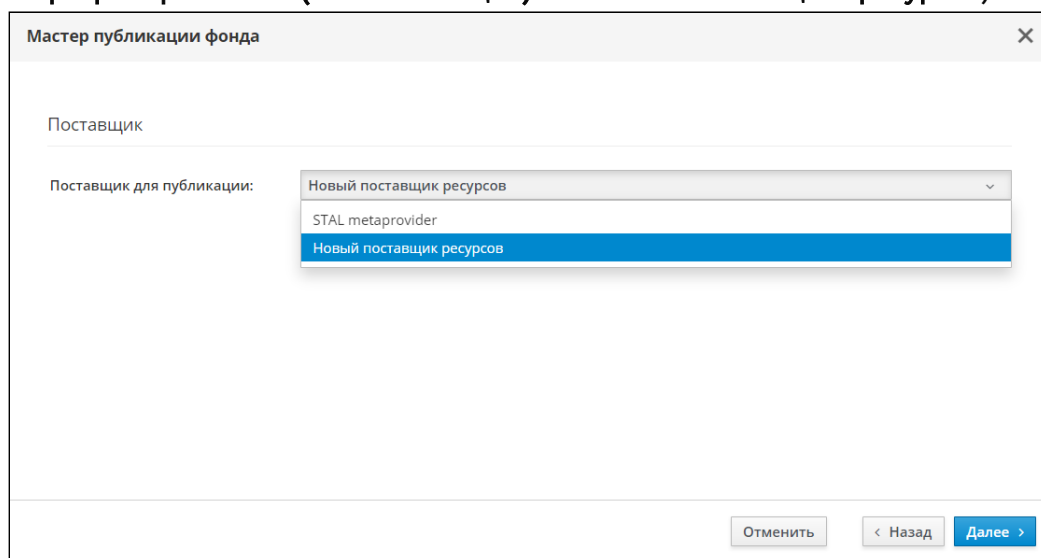 Мастер публикации фонда
Поставщик
Поставщик для публикации: Новый поставщик ресурсов
STAL metaprovider
Новый поставщик ресурсов
Отменить < Назад Далее >